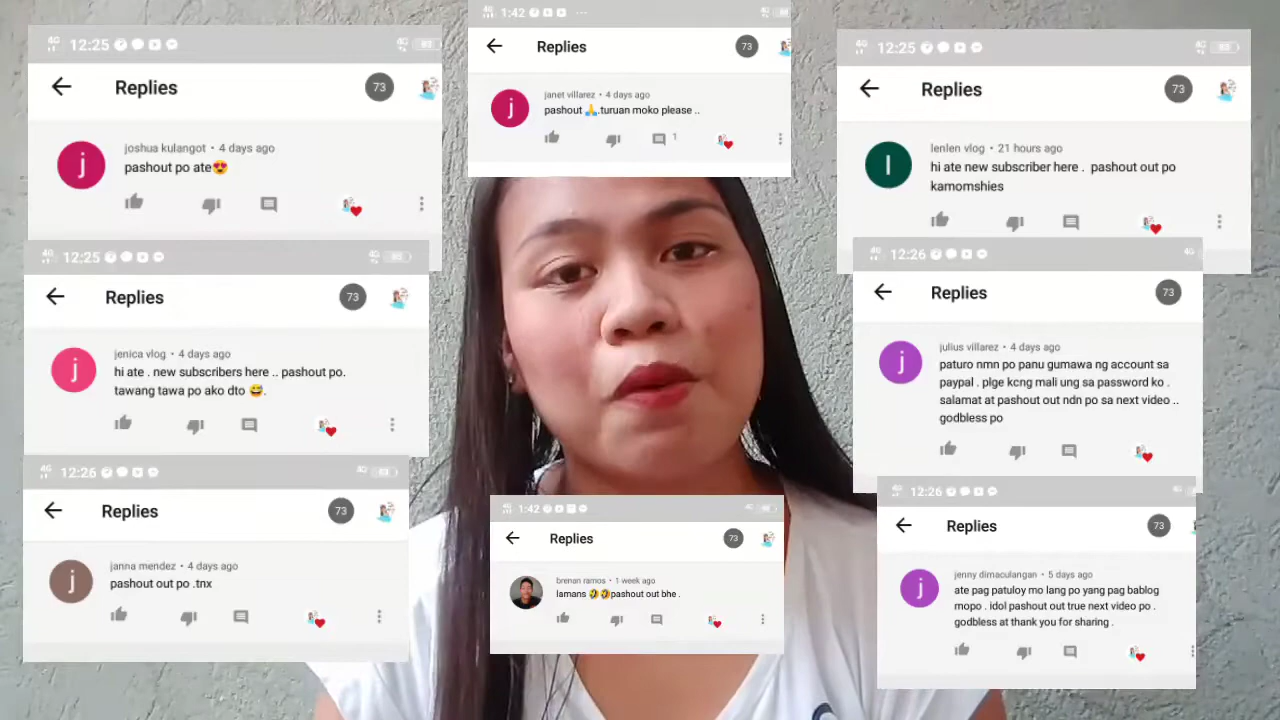 12:25
Replies
73
joshua kulangot • 4 days ago
pashout po ate😍
12:25
Replies
73
jenica vlog • 4 days ago
hi ate . new subscribers here .. pashout po.
tawang tawa po ako dto 😅.
12:26
Replies
73
janna mendez • 4 days ago
pashout out po .tnx
1:42
Replies
73
janet villarez • 4 days ago
pashout 🙏.turuan moko please ..
1
1:42
Replies
73
brenan ramos • 1 week ago
lamans 🤣🤣pashout out bhe .
12:25
Replies
73
lenlen vlog • 21 hours ago
hi ate new subscriber here . pashout out po
kamomshies
12:26
Replies
73
julius villarez • 4 days ago
paturo nmn po panu gumawa ng account sa
paypal . plge kcng mali ung sa password ko .
salamat at pashout out ndn po sa next video ..
godbless po
12:26
Replies
73
jenny dimaculangan • 5 days ago
ate pag patuloy mo lang po yang pag bablog
mopo . idol pashout out true next video po .
godbless at thank you for sharing .